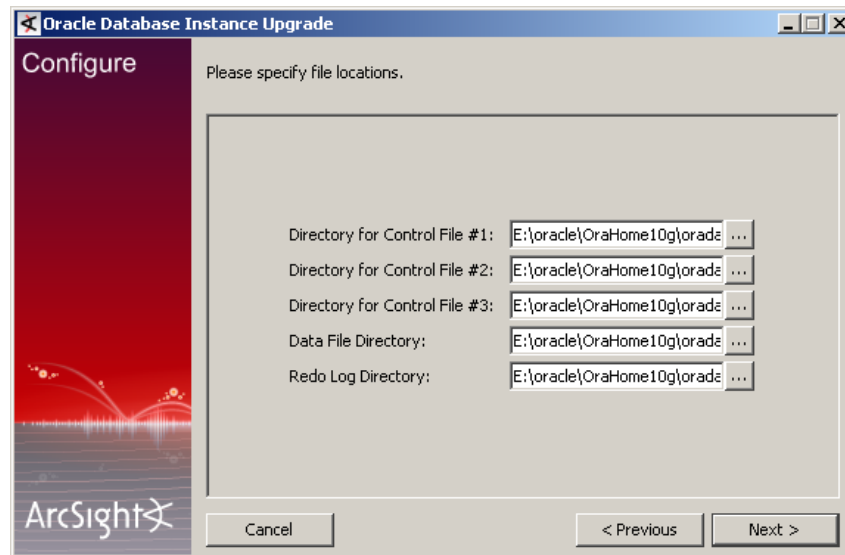 Oracle Database Instance Upgrade
Configure
Please specify file locations.
Directory for Control File #1: E:\oracle\OraHome10g\orada ...
Directory for Control File #2: E:\oracle\OraHome10g\orada ...
Directory for Control File #3: E:\oracle\OraHome10g\orada ...
Data File Directory: E:\oracle\OraHome10g\orada ...
Redo Log Directory: E:\oracle\OraHome10g\orada ...
ArcSight
Cancel < Previous Next >